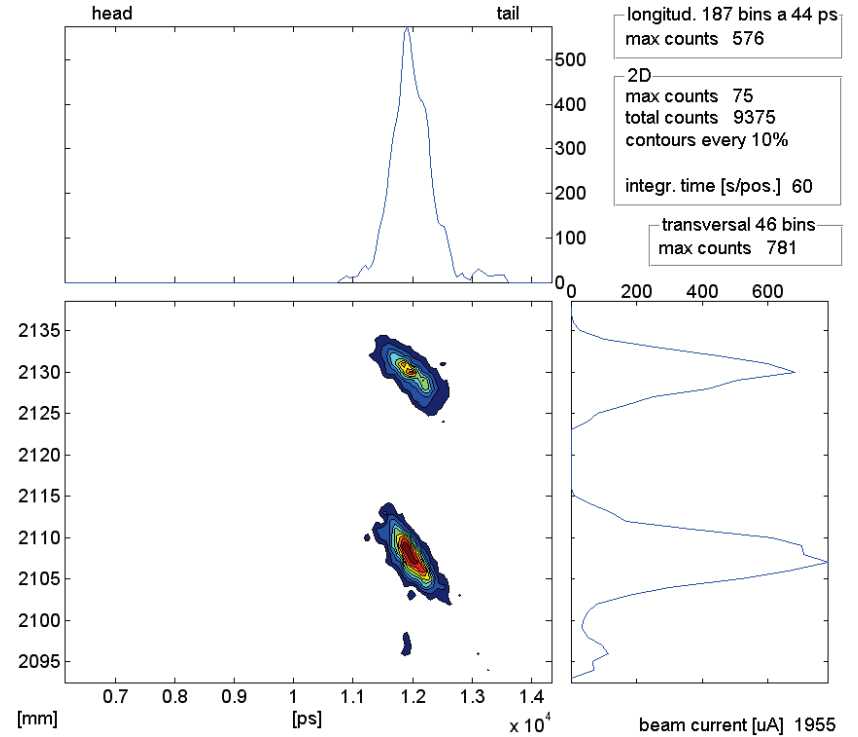 head tail
500
400
300
200
100
0
longitud. 187 bins a 44 ps
max counts 576
2D
max counts 75
total counts 9375
contours every 10%
integr. time [s/pos.] 60
transversal 46 bins
max counts 781
0 200 400 600
2135
2130
2125
2120
2115
2110
2105
2100
2095
0.7 0.8 0.9 1 1.1 1.2 1.3 1.4
[mm] [ps] x 10⁴
beam current [uA] 1955